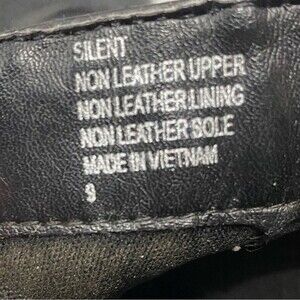 SILENT
NON LEATHER UPPER
NON LEATHER LINING
NON LEATHER SOLE
MADE IN VIETNAM
9